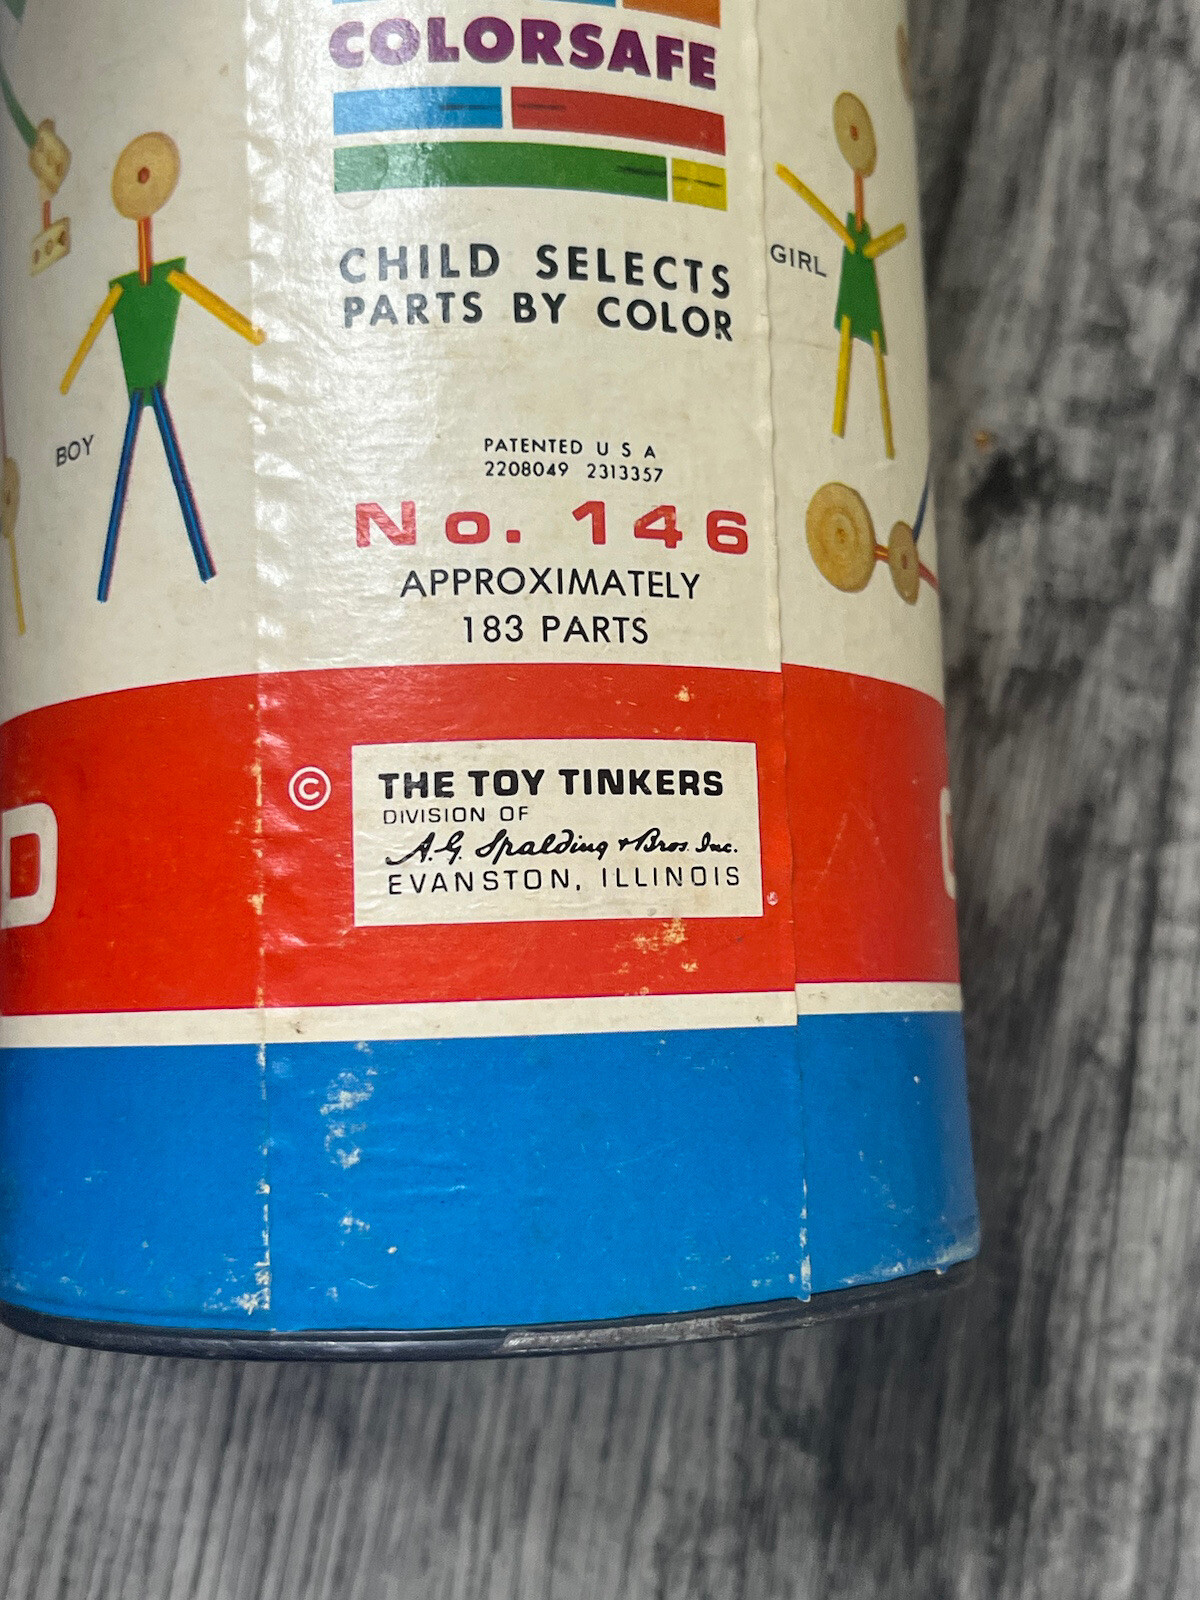 COLORSAFE
CHILD SELECTS
PARTS BY COLOR
GIRL
BOY
PATENTED U S A
2208049 2313357
No. 146
APPROXIMATELY
183 PARTS
D
©
THE TOY TINKERS
DIVISION OF
A.G. Spalding & Bros. Inc.
EVANSTON, ILLINOIS